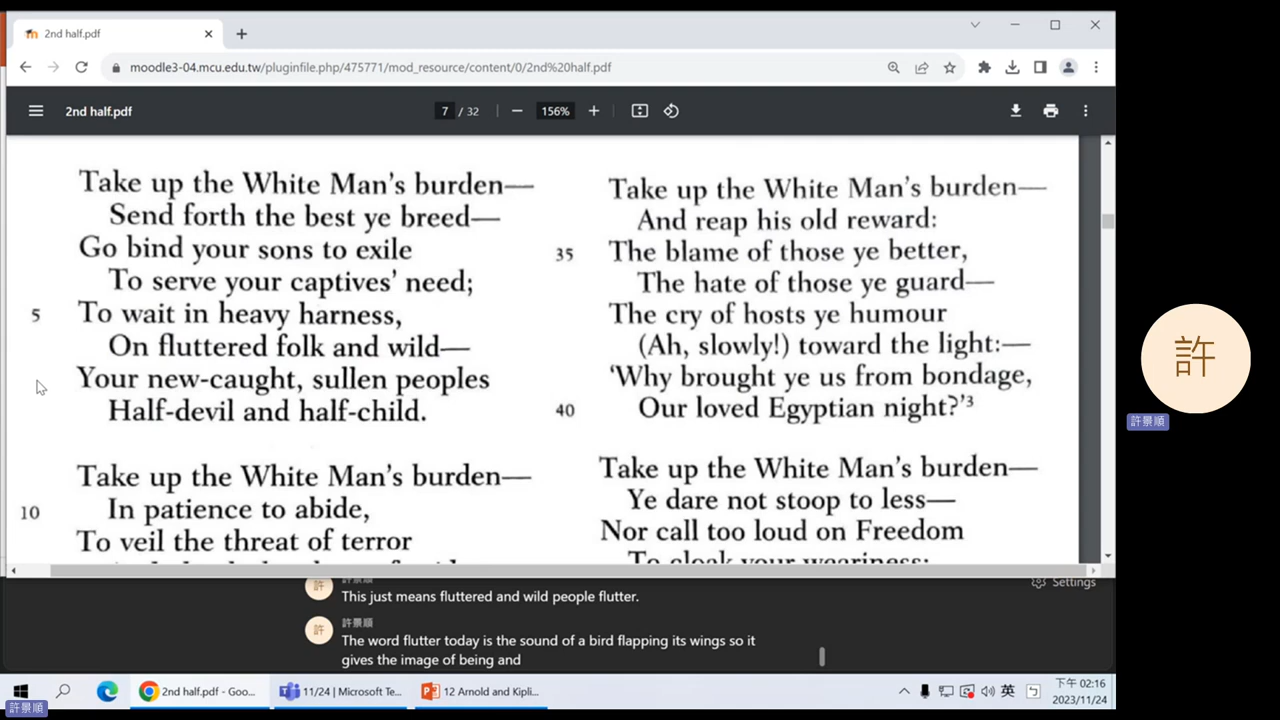 2nd half.pdf
moodle3-04.mcu.edu.tw/pluginfile.php/475771/mod_resource/content/0/2nd%20half.pdf
2nd half.pdf
7 / 32
156%
Take up the White Man's burden—
Send forth the best ye breed—
Go bind your sons to exile
To serve your captives' need;
5 To wait in heavy harness,
On fluttered folk and wild—
Your new-caught, sullen peoples
Half-devil and half-child.
Take up the White Man's burden—
10 In patience to abide,
To veil the threat of terror
Take up the White Man's burden—
And reap his old reward:
35 The blame of those ye better,
The hate of those ye guard—
The cry of hosts ye humour
(Ah, slowly!) toward the light:—
'Why brought ye us from bondage,
40 Our loved Egyptian night?'3
Take up the White Man's burden—
Ye dare not stoop to less—
Nor call too loud on Freedom
To cloak your weariness;
許
許景順
Settings
許
許景順
This just means fluttered and wild people flutter.
許
許景順
The word flutter today is the sound of a bird flapping its wings so it
gives the image of being and
2nd half.pdf - Goo...
11/24 | Microsoft Te...
12 Arnold and Kipli...
英
下午 02:16
2023/11/24
許景順